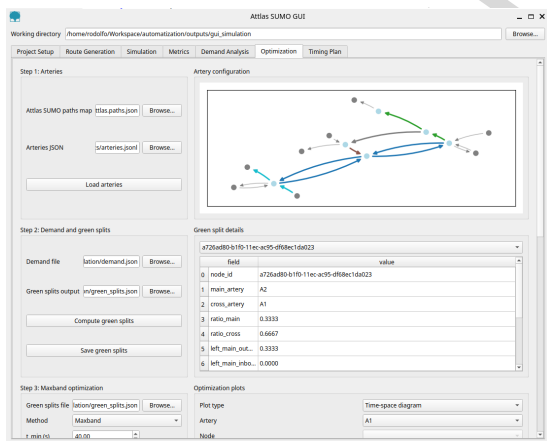 Attlas SUMO GUI
Working directory /home/rodolfo/Workspace/automatization/outputs/gui_simulation Browse...
Project Setup Route Generation Simulation Metrics Demand Analysis Optimization Timing Plan
Step 1: Arteries
Artery configuration
Attlas SUMO paths map ttlas.paths.json Browse...
Arteries JSON s/arteries.jsonl Browse...
Load arteries
Step 2: Demand and green splits
Green split details
a726ad80-b1f0-11ec-ac95-df68ec1da023
Demand file lation/demand.json Browse...
Green splits output n/green_splits.json Browse...
Compute green splits
Save green splits
field value
0 node_id a726ad80-b1f0-11ec-ac95-df68ec1da023
1 main_artery A2
2 cross_artery A1
3 ratio_main 0.3333
4 ratio_cross 0.6667
5 left_main_out... 0.3333
6 left_main_inbo... 0.0000
Step 3: Maxband optimization
Optimization plots
Green splits file lation/green_splits.json Browse...
Method Maxband
t_min (s) 40.00
Plot type Time-space diagram
Artery A1
Node